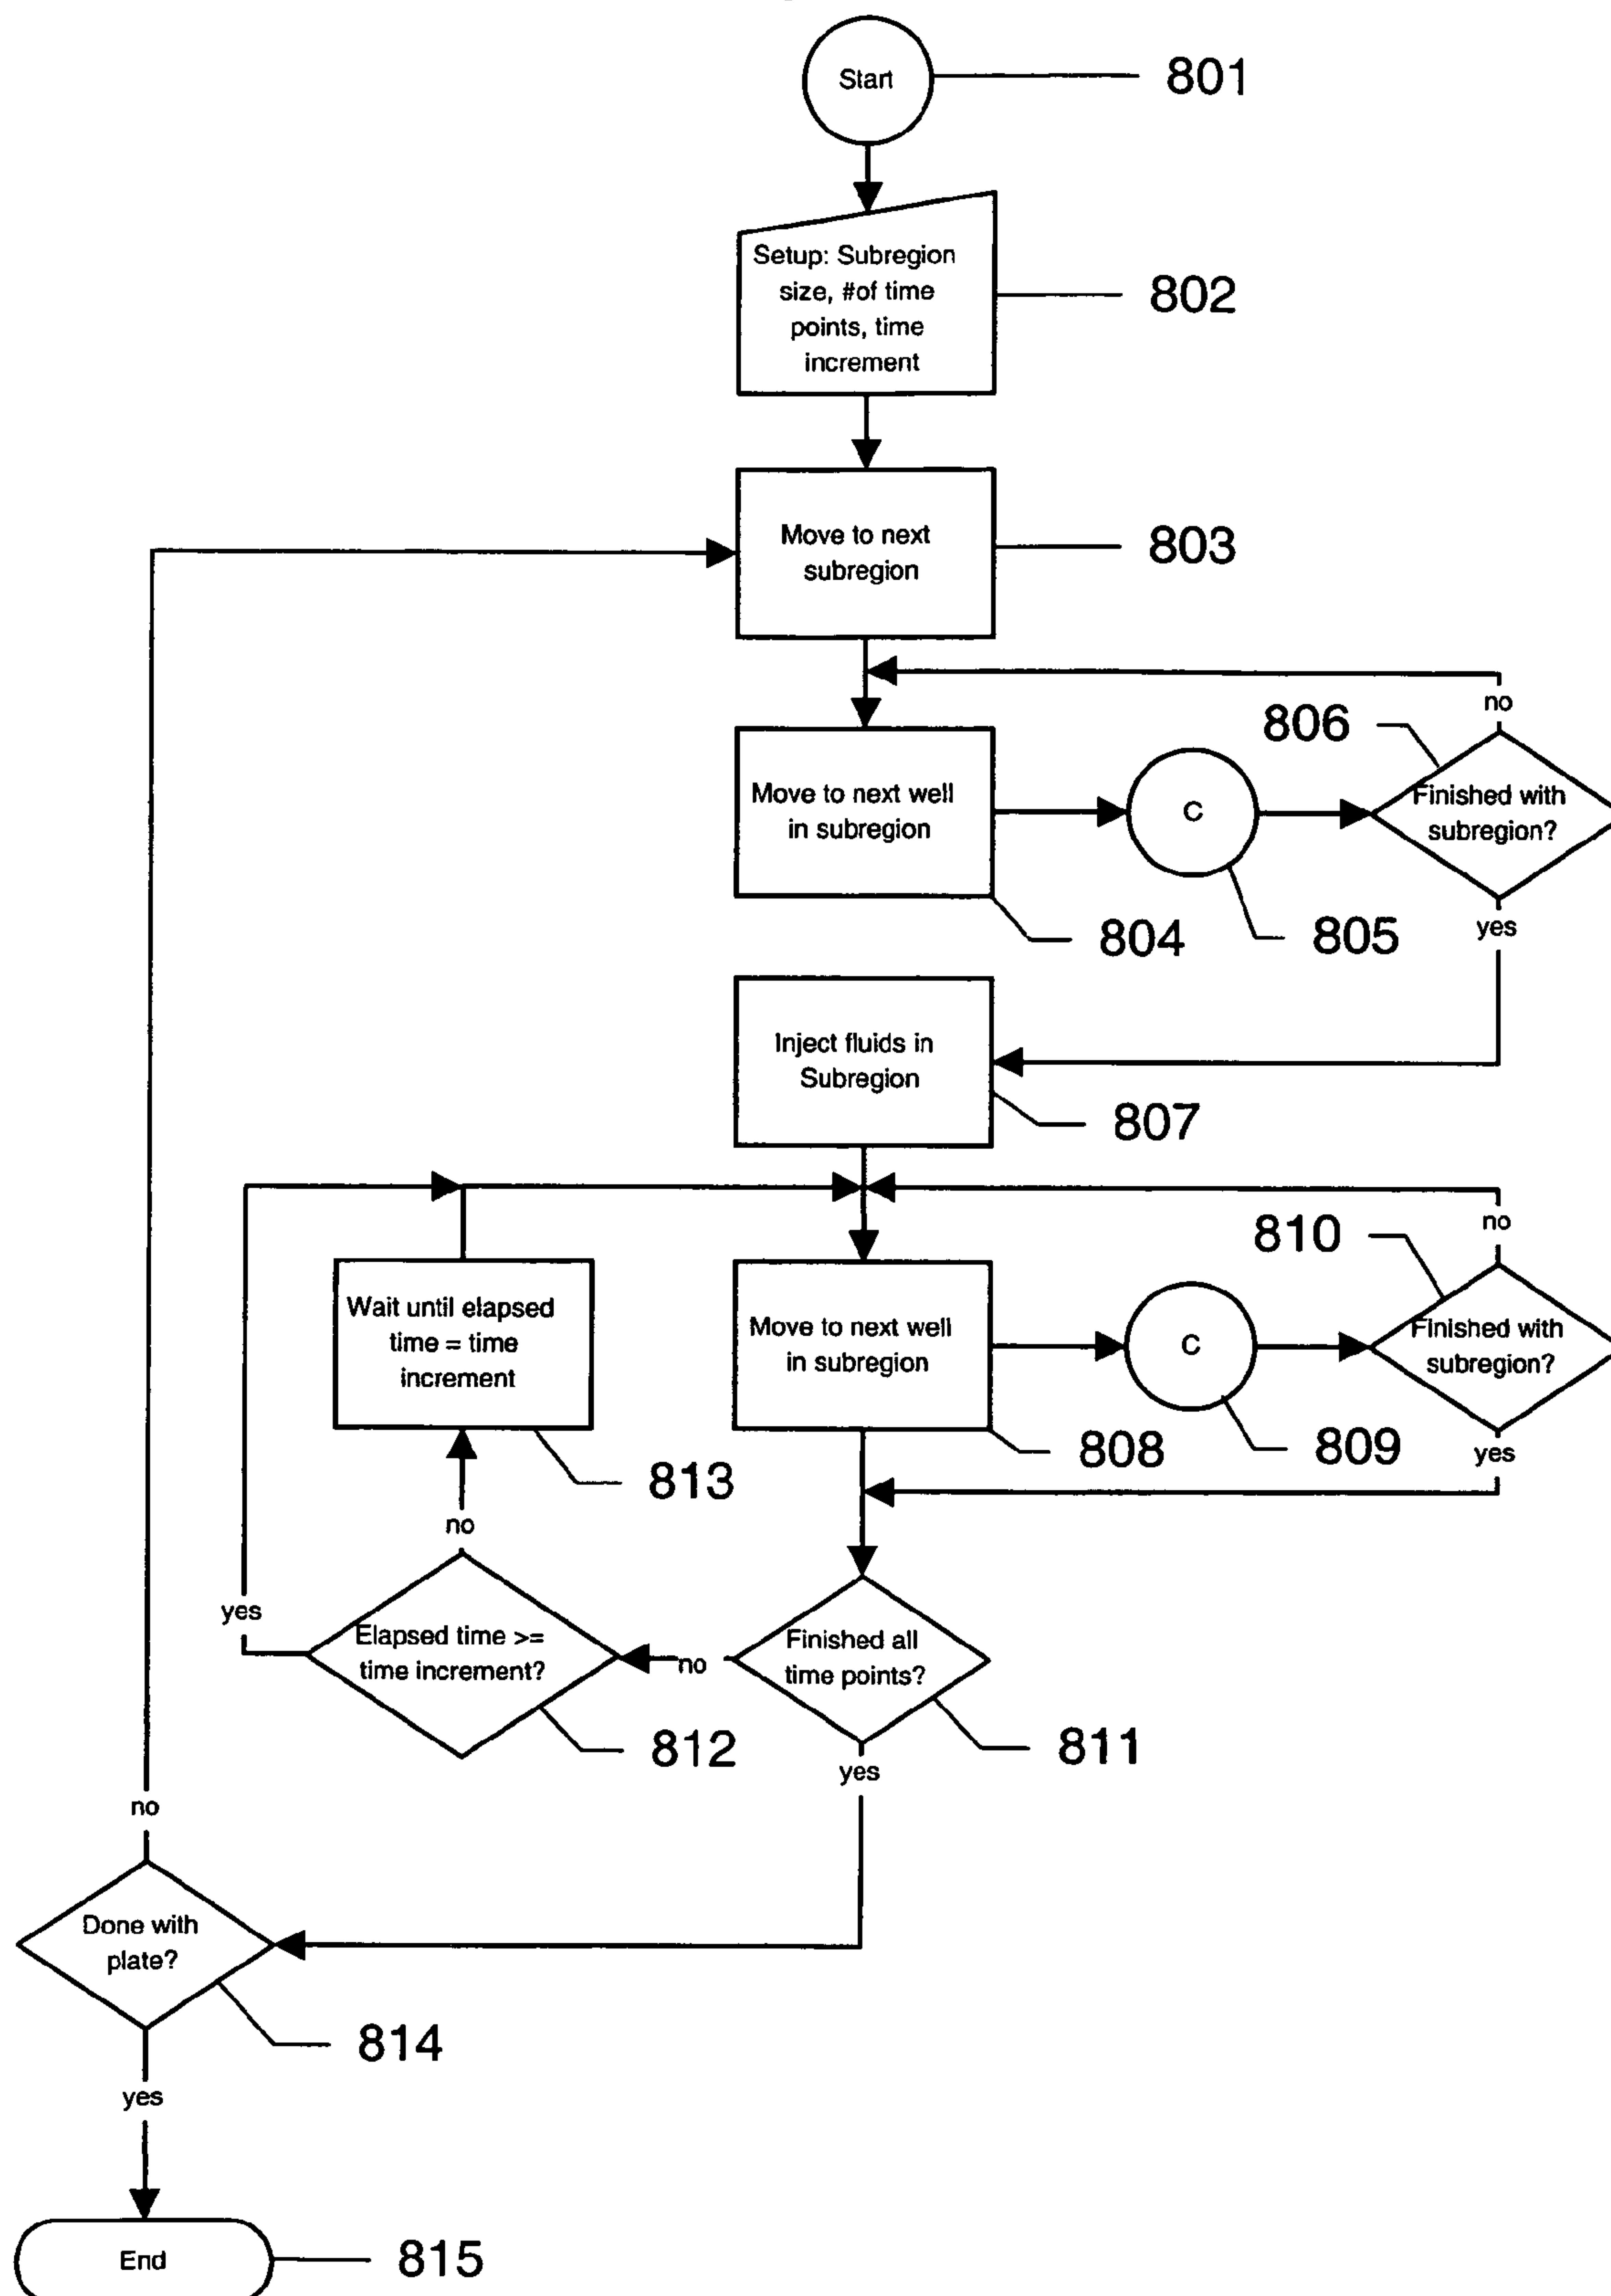 Start
801
Setup: Subregion
size, #of time
points, time
increment
802
Move to next
subregion
803
no
806
Move to next well
in subregion
C
Finished with
subregion?
804
805
yes
Inject fluids in
Subregion
807
no
810
Wait until elapsed
time = time
increment
Move to next well
in subregion
C
Finished with
subregion?
808
809
yes
813
no
yes
Elapsed time >=
time increment?
no
Finished all
time points?
812
811
yes
no
Done with
plate?
814
yes
End
815